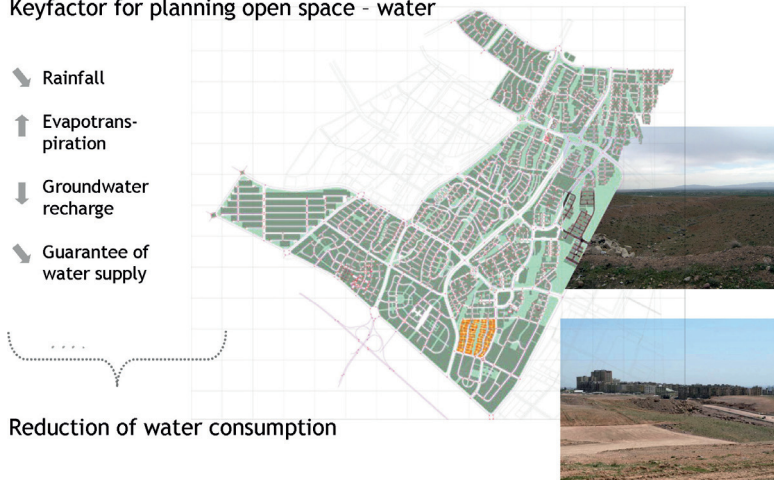 Keyfactor for planning open space – water
Rainfall
Evapotrans-
piration
Groundwater
recharge
Guarantee of
water supply
Reduction of water consumption